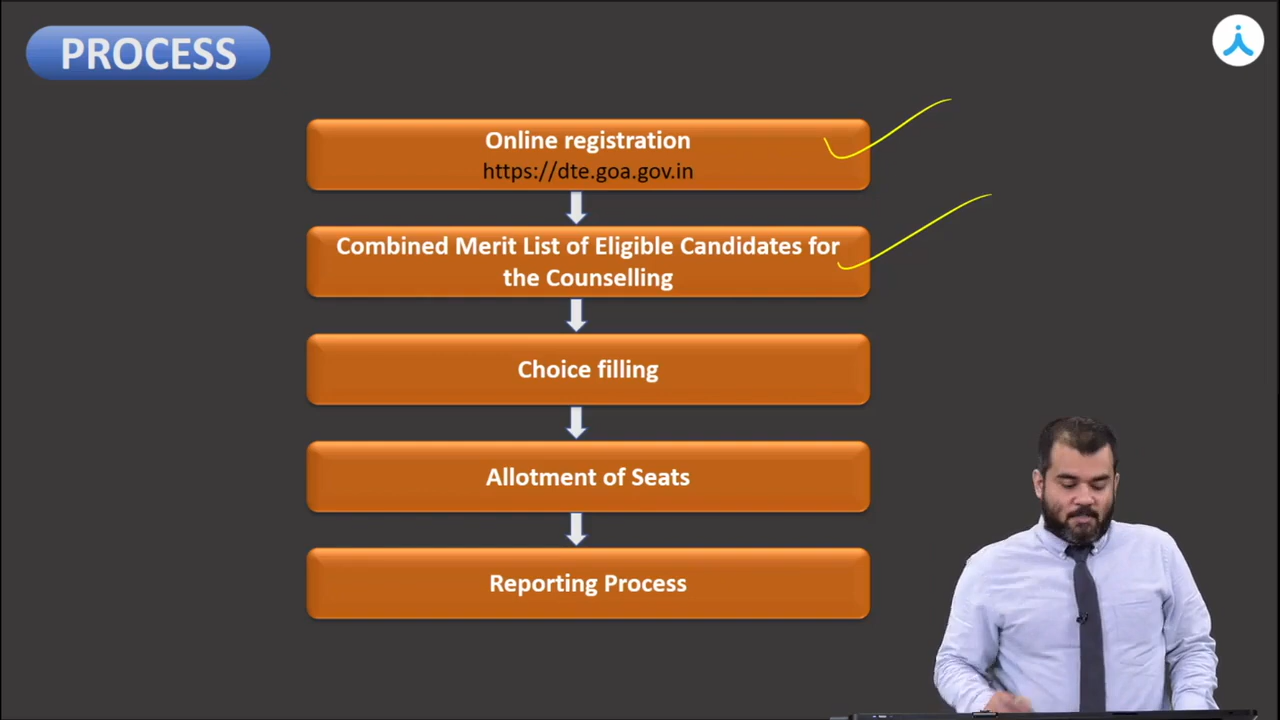 PROCESS
Online registration
https://dte.goa.gov.in
Combined Merit List of Eligible Candidates for
the Counselling
Choice filling
Allotment of Seats
Reporting Process